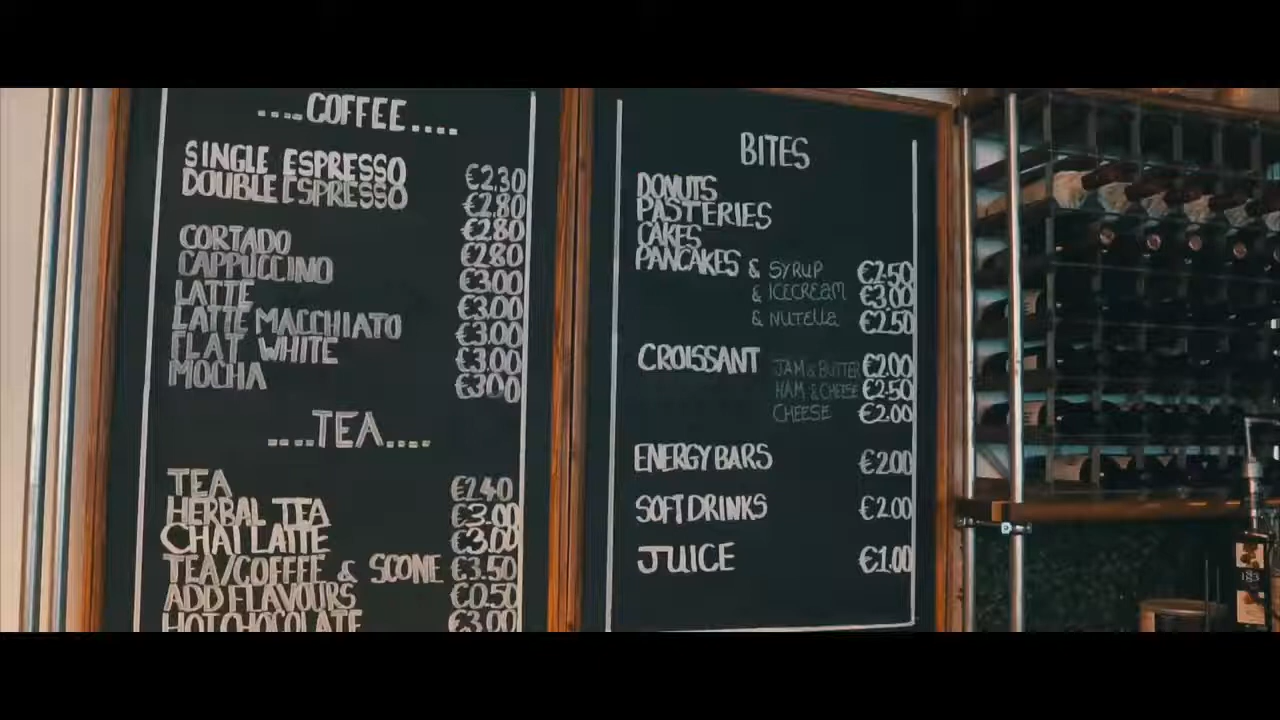 ....COFFEE....
SINGLE ESPRESSO €2.30
DOUBLE ESPRESSO €2.80
€2.80
CORTADO €2.80
CAPPUCCINO €3.00
LATTE €3.00
LATTE MACCHIATO €3.00
FLAT WHITE €3.00
MOCHA €3.00
....TEA....
TEA €2.40
HERBAL TEA €3.00
CHAI LATTE €3.00
TEA/COFFEE & SCONE €3.50
ADD FLAVOURS €0.50
HOT CHOCOLATE €3.00
BITES
DONUTS
PASTERIES
CAKES
PANCAKES & SYRUP €2.50
& ICECREAM €3.00
& NUTELLA €2.50
CROISSANT JAM & BUTTER €2.00
HAM & CHEESE €2.50
CHEESE €2.00
ENERGY BARS €2.00
SOFT DRINKS €2.00
JUICE €1.00